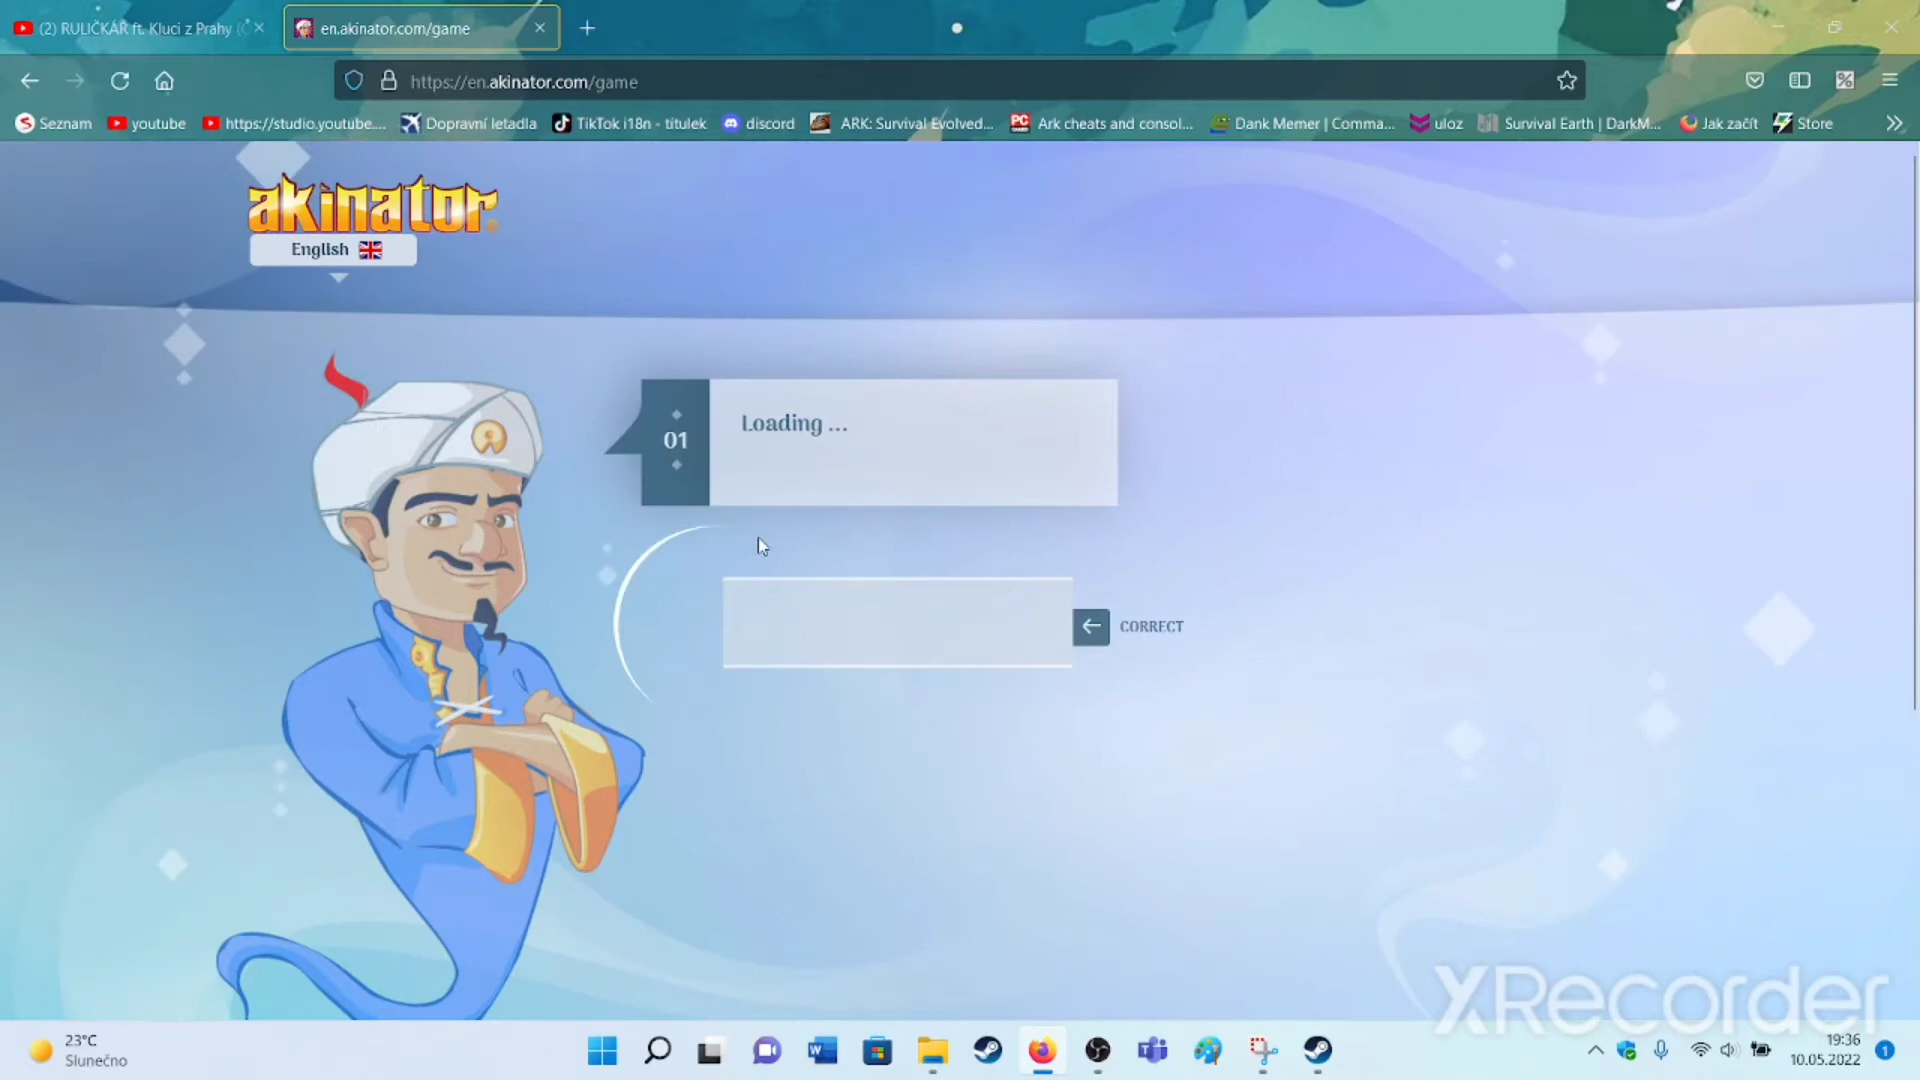 (2) RULIČKÁŘ ft. Kluci z Prahy (
en.akinator.com/game
https://en.akinator.com/game
Seznam
youtube
https://studio.youtube....
Dopravní letadla
TikTok i18n - titulek
discord
ARK: Survival Evolved...
Ark cheats and consol...
Dank Memer | Comma...
uloz
Survival Earth | DarkM...
Jak začít
Store
akinator
English
01
Loading ...
CORRECT
XRecorder
23°C
Slunečno
19:36
10.05.2022
1